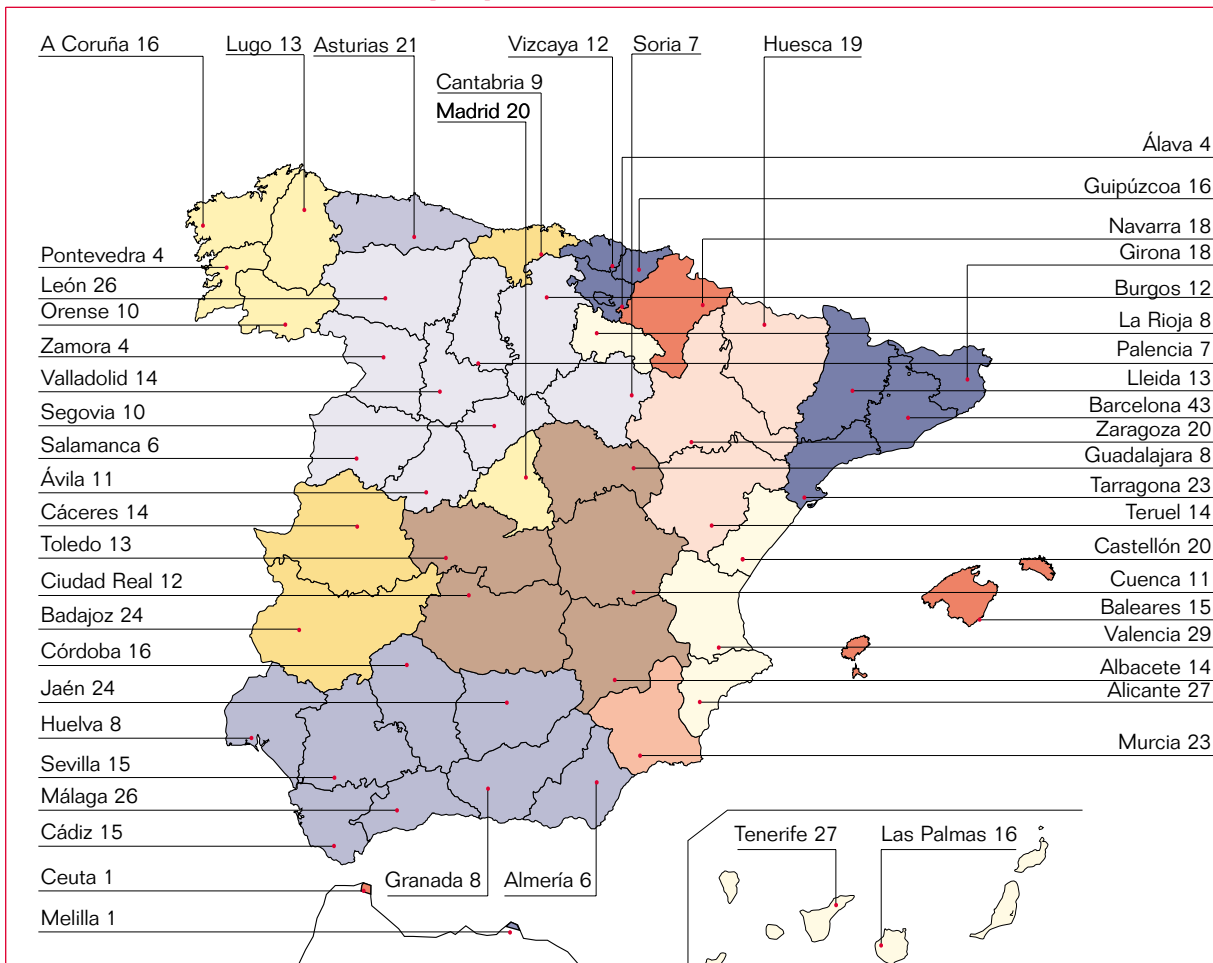 A Coruña 16
Lugo 13
Asturias 21
Vizcaya 12
Soria 7
Huesca 19
Cantabria 9
Madrid 20
Álava 4
Guipúzcoa 16
Navarra 18
Girona 18
Burgos 12
La Rioja 8
Palencia 7
Lleida 13
Barcelona 43
Zaragoza 20
Guadalajara 8
Tarragona 23
Teruel 14
Castellón 20
Cuenca 11
Baleares 15
Valencia 29
Albacete 14
Alicante 27
Murcia 23
Pontevedra 4
León 26
Orense 10
Zamora 4
Valladolid 14
Segovia 10
Salamanca 6
Ávila 11
Cáceres 14
Toledo 13
Ciudad Real 12
Badajoz 24
Córdoba 16
Jaén 24
Huelva 8
Sevilla 15
Málaga 26
Cádiz 15
Ceuta 1
Melilla 1
Granada 8
Almería 6
Tenerife 27
Las Palmas 16